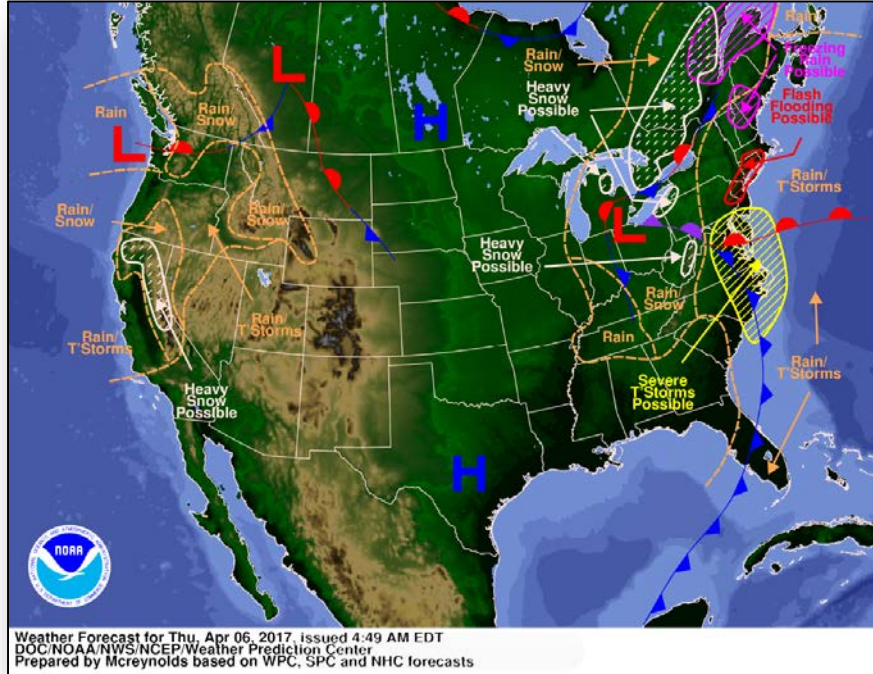 Rain
Rain/
Snow
Freezing
Rain
Possible
L
Heavy
Snow
Possible
Flash
Flooding
Possible
Rain
Rain/
Snow
H
L
Rain/
T'Storms
Rain/
Snow
Rain/
Snow
L
Heavy
Snow
Possible
Rain/
Snow
Rain
Rain/
T'Storms
Rain/
T'Storms
Rain/
T'Storms
Heavy
Snow
Possible
Severe
T'Storms
Possible
H
NOAA
Weather Forecast for Thu, Apr 06, 2017, issued 4:49 AM EDT
DOC/NOAA/NWS/NCEP/Weather Prediction Center
Prepared by Mcreynolds based on WPC, SPC and NHC forecasts